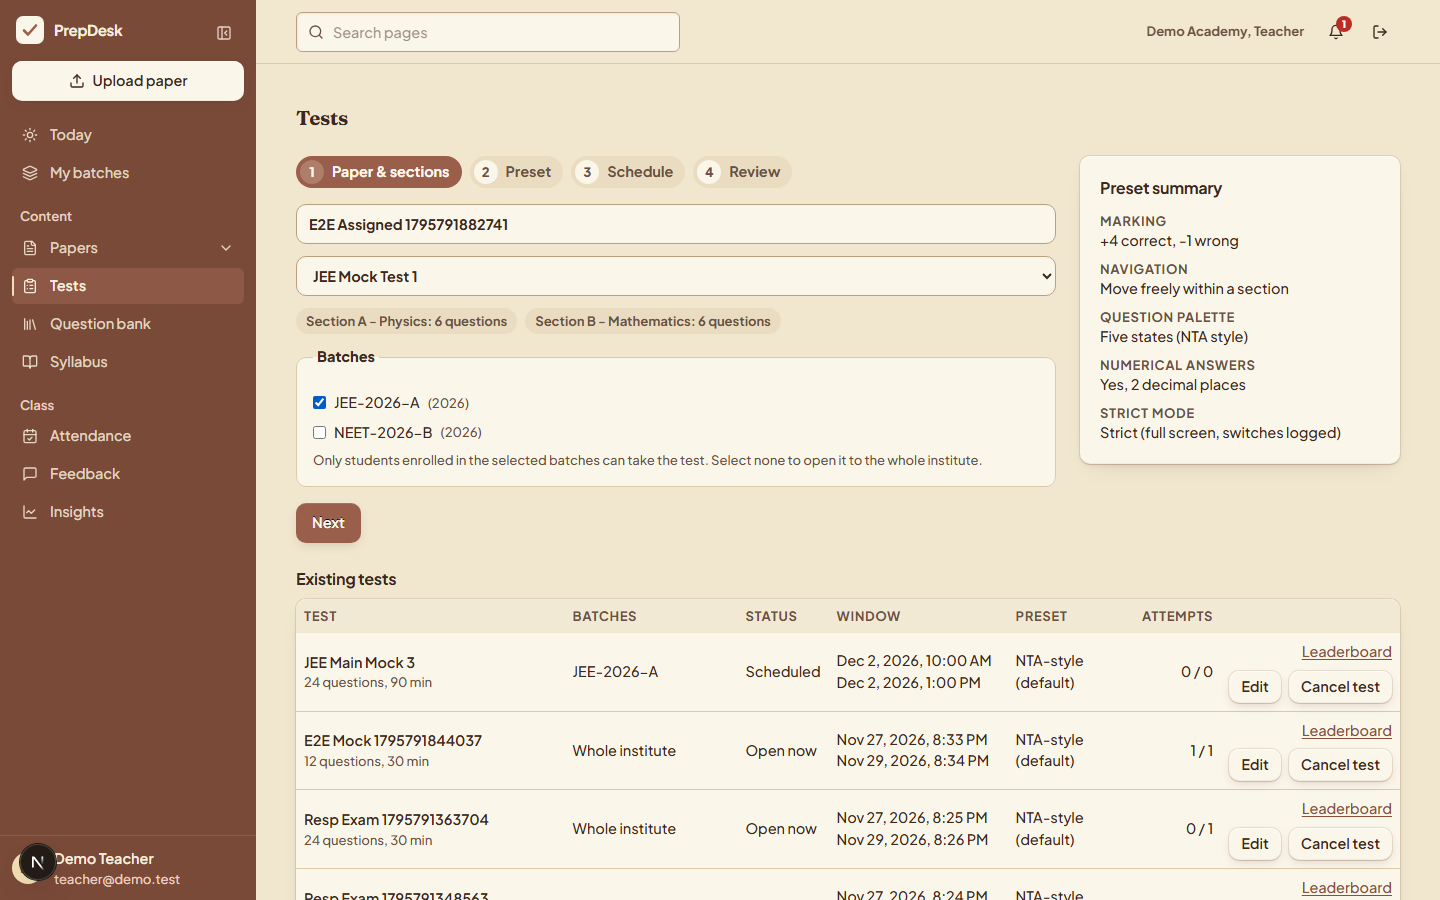 PrepDesk
Upload paper
Today
My batches
Content
Papers
Tests
Question bank
Syllabus
Class
Attendance
Feedback
Insights
N
Demo Teacher
teacher@demo.test
Search pages
Demo Academy, Teacher
1
Tests
1 Paper & sections
2 Preset
3 Schedule
4 Review
E2E Assigned 1795791882741
JEE Mock Test 1
Section A – Physics: 6 questions
Section B – Mathematics: 6 questions
Batches
JEE-2026-A (2026)
NEET-2026-B (2026)
Only students enrolled in the selected batches can take the test. Select none to open it to the whole institute.
Next
Preset summary
MARKING
+4 correct, -1 wrong
NAVIGATION
Move freely within a section
QUESTION PALETTE
Five states (NTA style)
NUMERICAL ANSWERS
Yes, 2 decimal places
STRICT MODE
Strict (full screen, switches logged)
Existing tests
TEST BATCHES STATUS WINDOW PRESET ATTEMPTS
JEE Main Mock 3
24 questions, 90 min
JEE-2026-A
Scheduled
Dec 2, 2026, 10:00 AM
Dec 2, 2026, 1:00 PM
NTA-style
(default)
0 / 0
Leaderboard
Edit
Cancel test
E2E Mock 1795791844037
12 questions, 30 min
Whole institute
Open now
Nov 27, 2026, 8:33 PM
Nov 29, 2026, 8:34 PM
NTA-style
(default)
1 / 1
Leaderboard
Edit
Cancel test
Resp Exam 1795791363704
24 questions, 30 min
Whole institute
Open now
Nov 27, 2026, 8:25 PM
Nov 29, 2026, 8:26 PM
NTA-style
(default)
0 / 1
Leaderboard
Edit
Cancel test
Resp Exam 1795791348563
Nov 27, 2026, 8:24 PM
NTA-style
Leaderboard